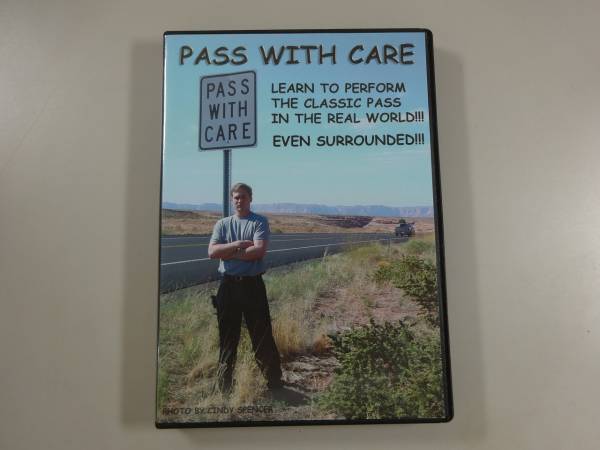 PASS WITH CARE
PASS
WITH
CARE
LEARN TO PERFORM
THE CLASSIC PASS
IN THE REAL WORLD!!!
EVEN SURROUNDED!!!
PHOTO BY CINDY SPENCER